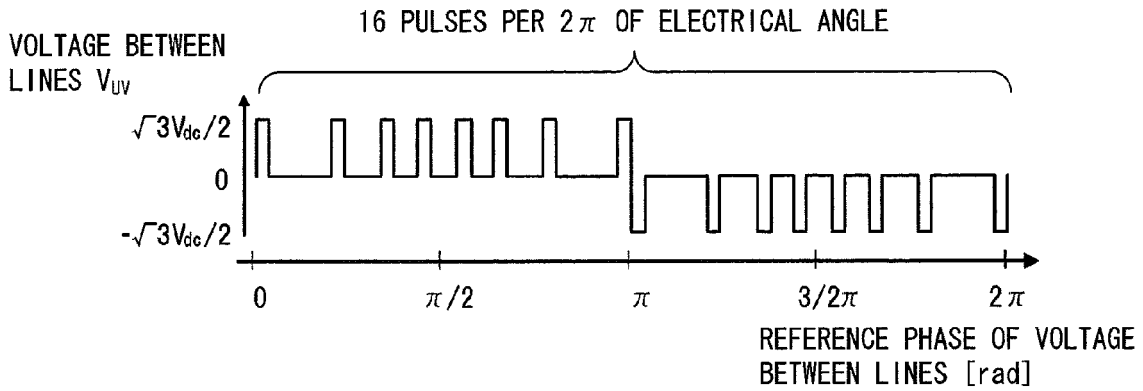 16 PULSES PER 2π OF ELECTRICAL ANGLE
VOLTAGE BETWEEN
LINES V_UV
√3V_dc/2
0
-√3V_dc/2
0
π/2
π
3/2π
2π
REFERENCE PHASE OF VOLTAGE
BETWEEN LINES [rad]